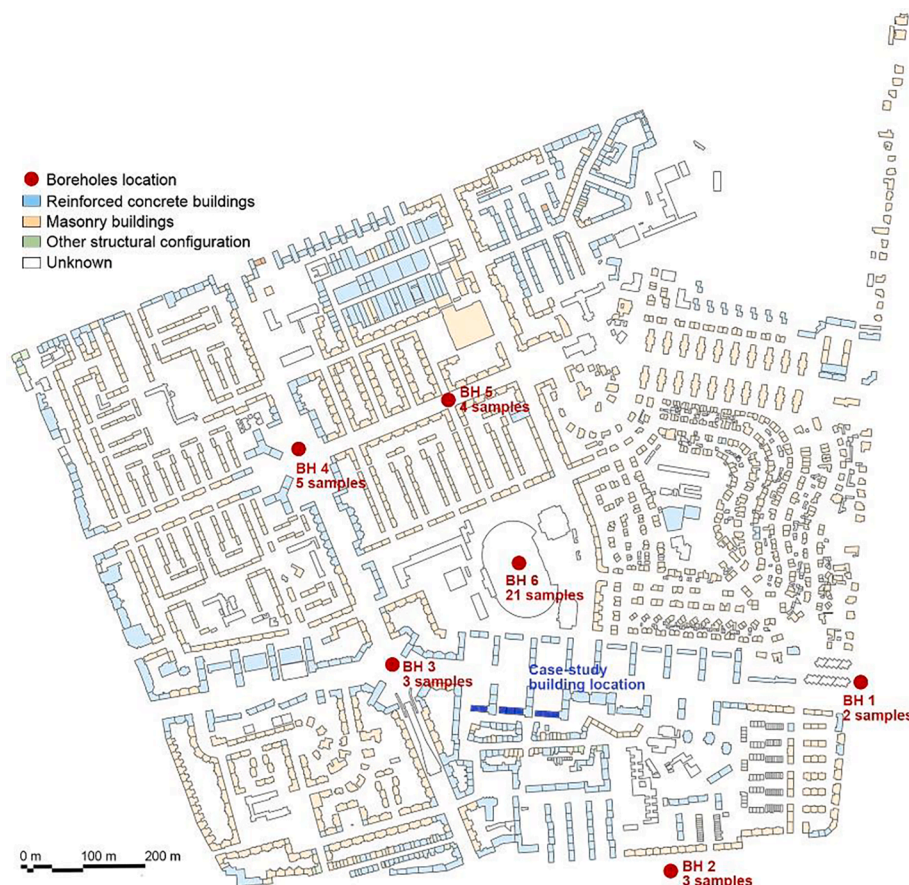 Boreholes location
Reinforced concrete buildings
Masonry buildings
Other structural configuration
Unknown
BH 5
4 samples
BH 4
5 samples
BH 6
21 samples
BH 3
3 samples
Case-study
building location
BH 1
2 samples
BH 2
3 samples
0 m 100 m 200 m